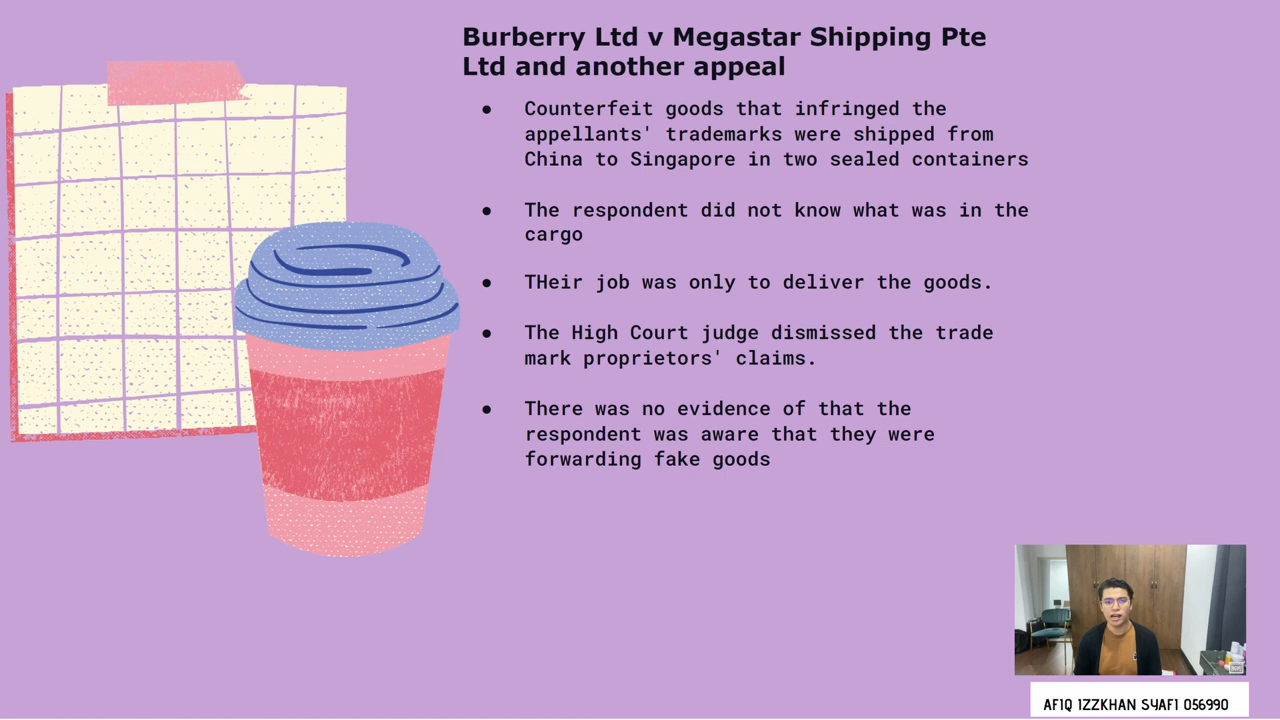 Burberry Ltd v Megastar Shipping Pte
Ltd and another appeal
● Counterfeit goods that infringed the
appellants' trademarks were shipped from
China to Singapore in two sealed containers
● The respondent did not know what was in the
cargo
● THeir job was only to deliver the goods.
● The High Court judge dismissed the trade
mark proprietors' claims.
● There was no evidence of that the
respondent was aware that they were
forwarding fake goods
AFIQ IZZKHAN SYAFI 056990